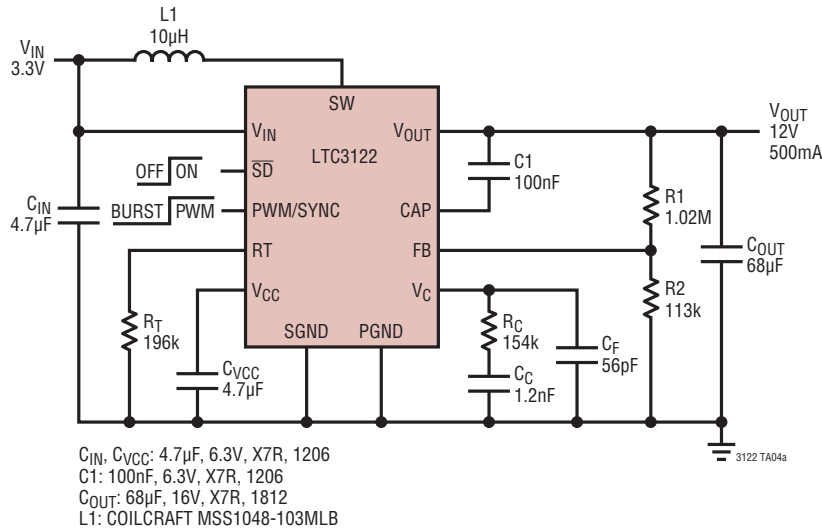 L1
10µH
VIN
3.3V
SW
VIN
VOUT
LTC3122
VOUT
12V
500mA
OFF ON
SD
C1
100nF
R1
1.02M
CIN
4.7µF
BURST PWM
PWM/SYNC
CAP
RT
FB
COUT
68µF
VCC
VC
R2
113k
RT
196k
SGND
PGND
RC
154k
CF
56pF
CVCC
4.7µF
CC
1.2nF
3122 TA04a
CIN, CVCC: 4.7µF, 6.3V, X7R, 1206
C1: 100nF, 6.3V, X7R, 1206
COUT: 68µF, 16V, X7R, 1812
L1: COILCRAFT MSS1048-103MLB